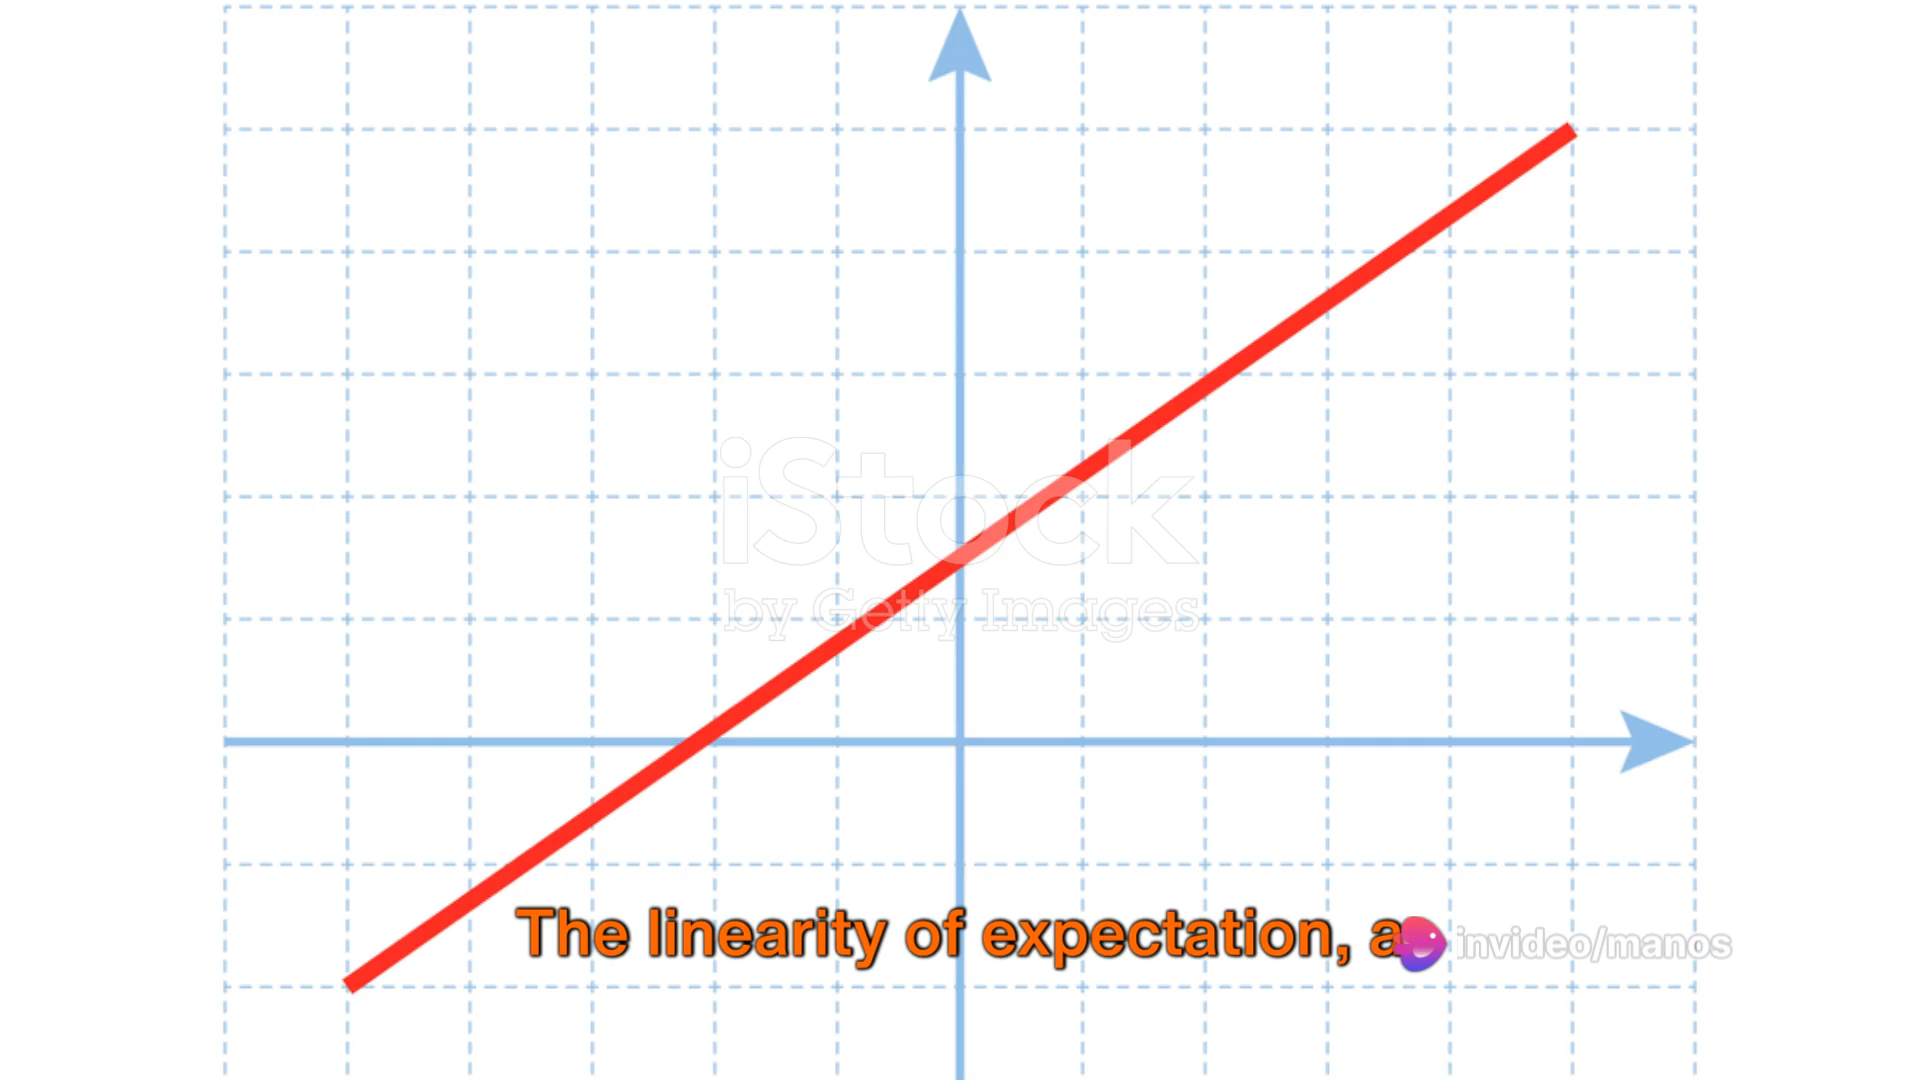 iStock
by Getty Images
The linearity of expectation, a
invideo/manos